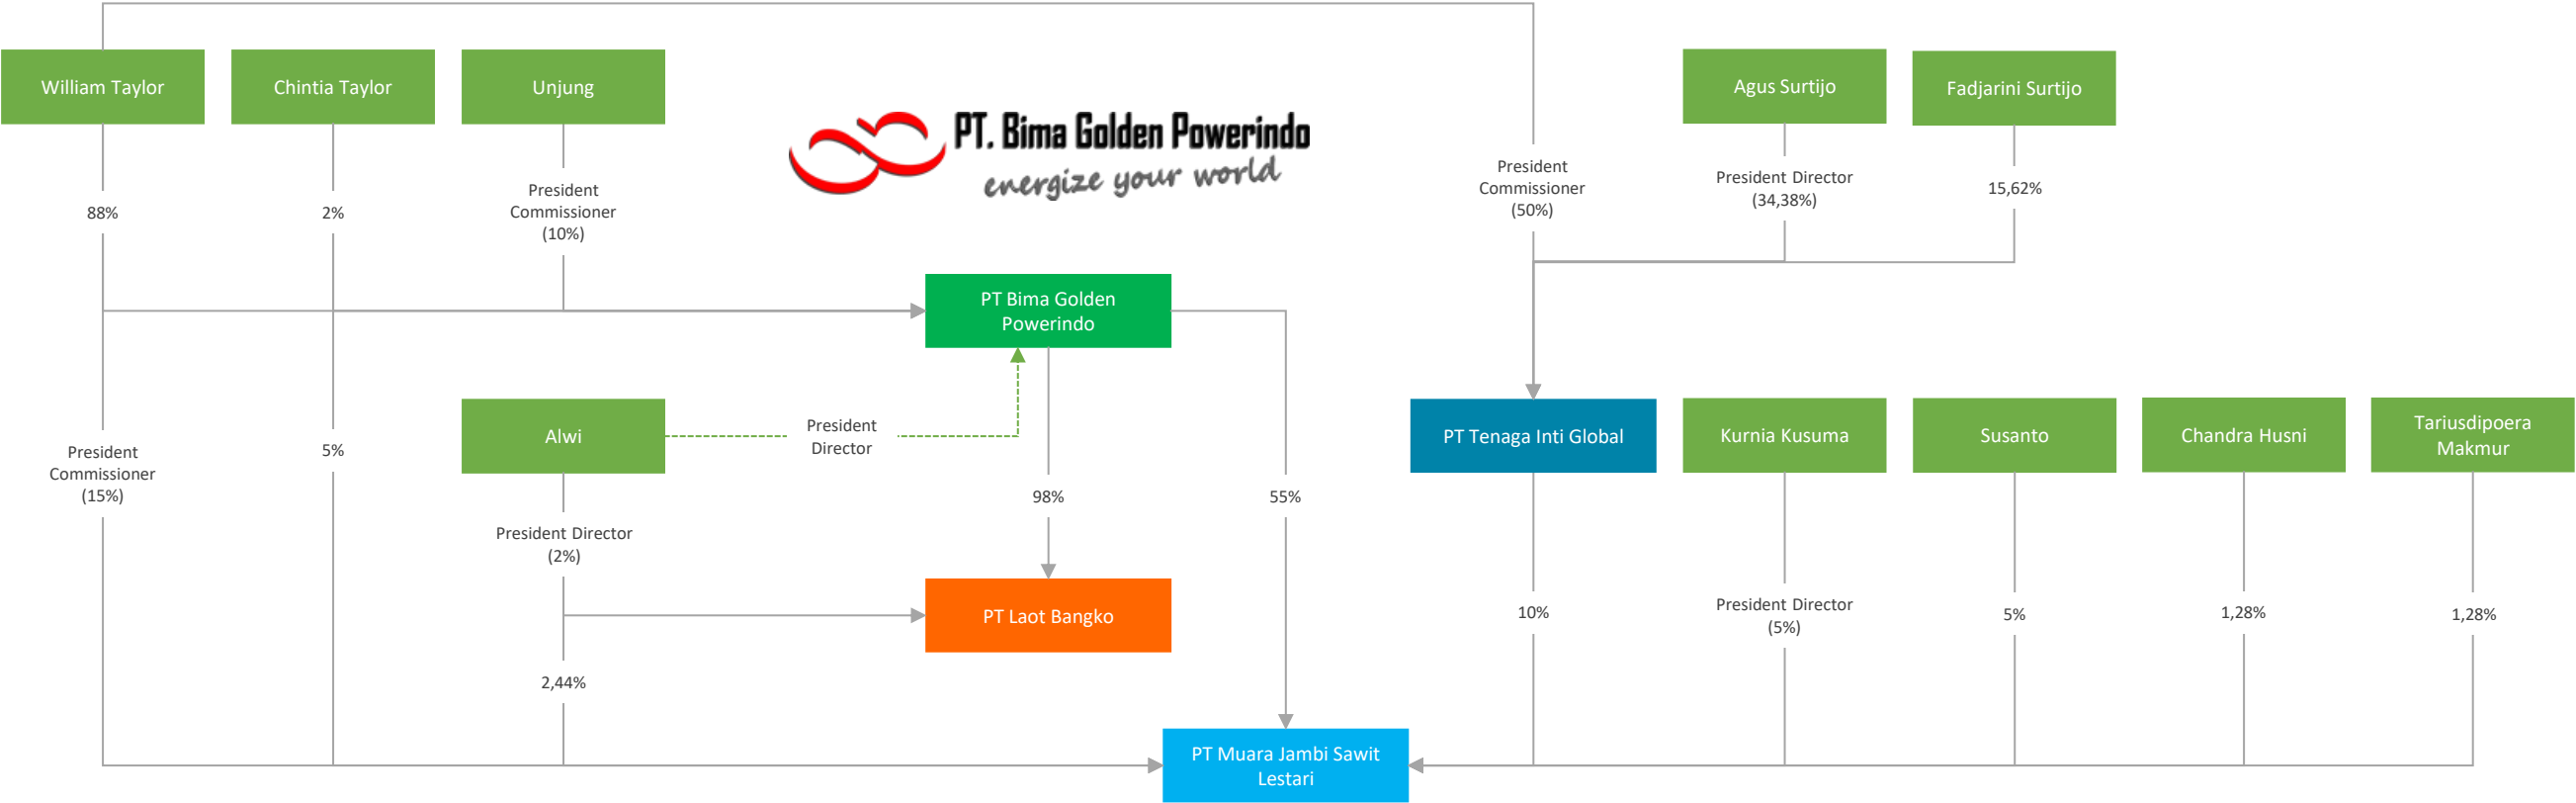 William Taylor
Chintia Taylor
Unjung
Agus Surtijo
Fadjarini Surtijo
PT. Bima Golden Powerindo
energize your world
88%
2%
President
Commissioner
(10%)
President
Commissioner
(50%)
President Director
(34,38%)
15,62%
PT Bima Golden
Powerindo
Alwi
President
Director
PT Tenaga Inti Global
Kurnia Kusuma
Susanto
Chandra Husni
Tariusdipoera
Makmur
President
Commissioner
(15%)
5%
98%
55%
President Director
(2%)
PT Laot Bangko
10%
President Director
(5%)
5%
1,28%
1,28%
2,44%
PT Muara Jambi Sawit
Lestari